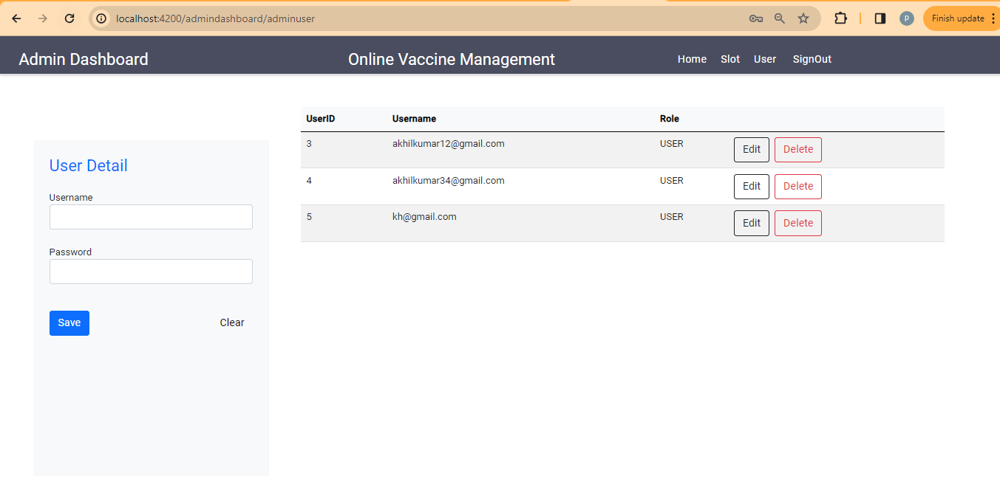 localhost:4200/admindashboard/adminuser
P
Finish update
Admin Dashboard
Online Vaccine Management
Home Slot User SignOut
UserID Username Role
3 akhilkumar12@gmail.com USER Edit Delete
4 akhilkumar34@gmail.com USER Edit Delete
5 kh@gmail.com USER Edit Delete
User Detail
Username
Password
Save Clear